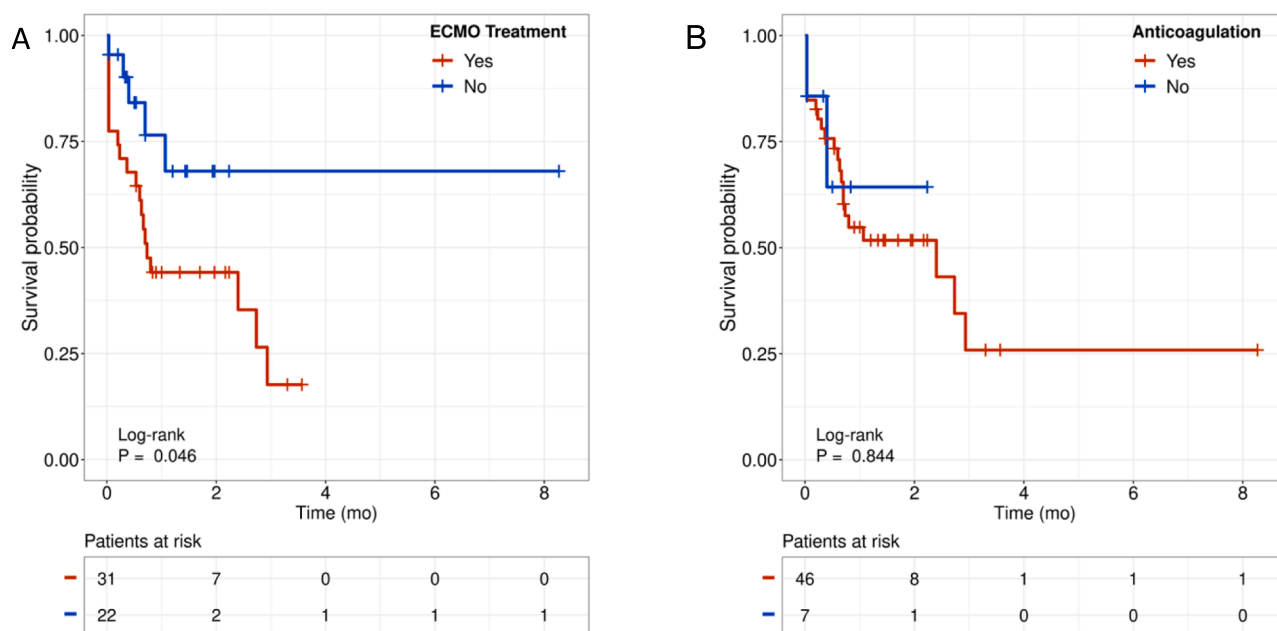 A
ECMO Treatment
Yes
No
Survival probability
1.00
0.75
0.50
0.25
0.00
Log-rank
P = 0.046
0 2 4 6 8
Time (mo)
Patients at risk
31 7 0 0 0
22 2 1 1 1
B
Anticoagulation
Yes
No
Survival probability
1.00
0.75
0.50
0.25
0.00
Log-rank
P = 0.844
0 2 4 6 8
Time (mo)
Patients at risk
46 8 1 1 1
7 1 0 0 0